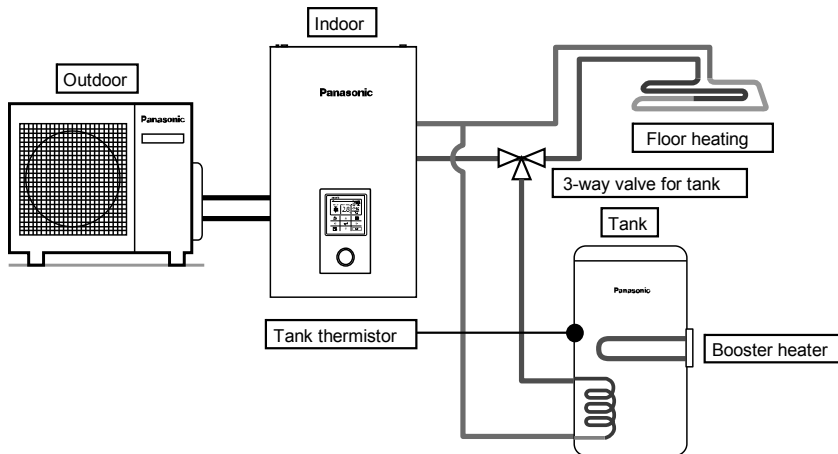 Indoor
Outdoor
Panasonic
Panasonic
Floor heating
3-way valve for tank
Tank
Panasonic
Tank thermistor
Booster heater